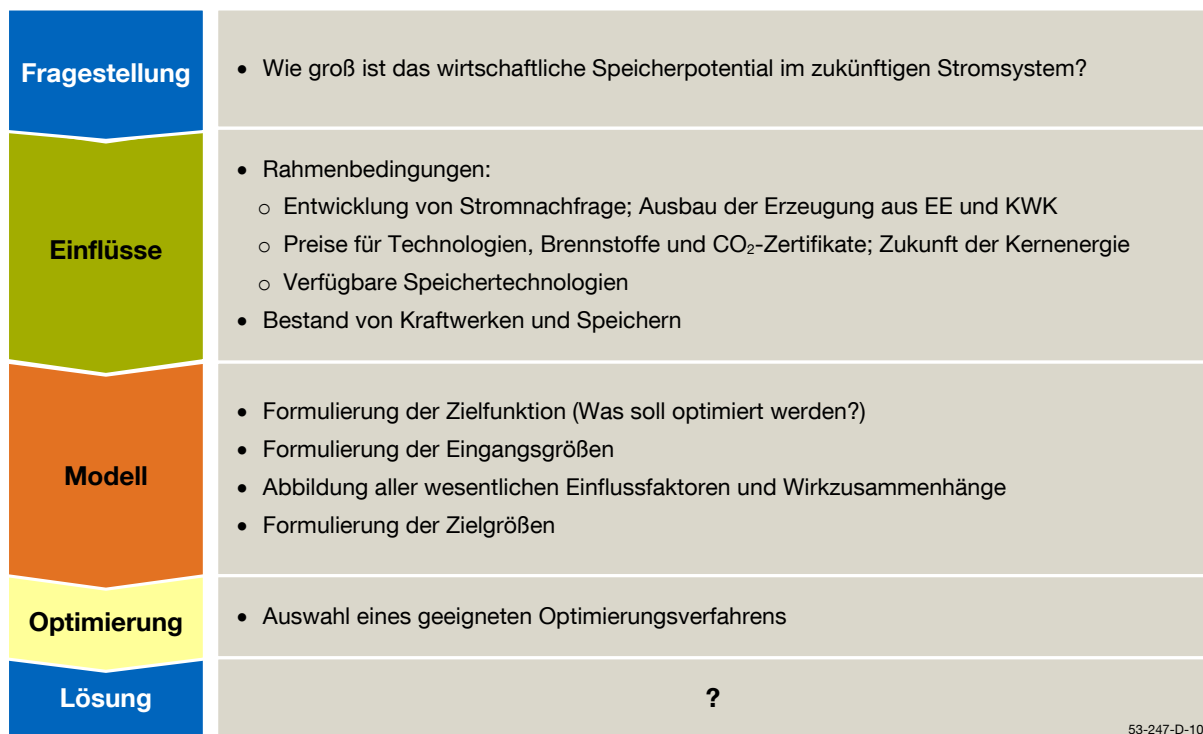 Fragestellung
• Wie groß ist das wirtschaftliche Speicherpotential im zukünftigen Stromsystem?
Einflüsse
• Rahmenbedingungen:
o Entwicklung von Stromnachfrage; Ausbau der Erzeugung aus EE und KWK
o Preise für Technologien, Brennstoffe und CO₂-Zertifikate; Zukunft der Kernenergie
o Verfügbare Speichertechnologien
• Bestand von Kraftwerken und Speichern
Modell
• Formulierung der Zielfunktion (Was soll optimiert werden?)
• Formulierung der Eingangsgrößen
• Abbildung aller wesentlichen Einflussfaktoren und Wirkzusammenhänge
• Formulierung der Zielgrößen
Optimierung
• Auswahl eines geeigneten Optimierungsverfahrens
Lösung
?
53-247-D-10